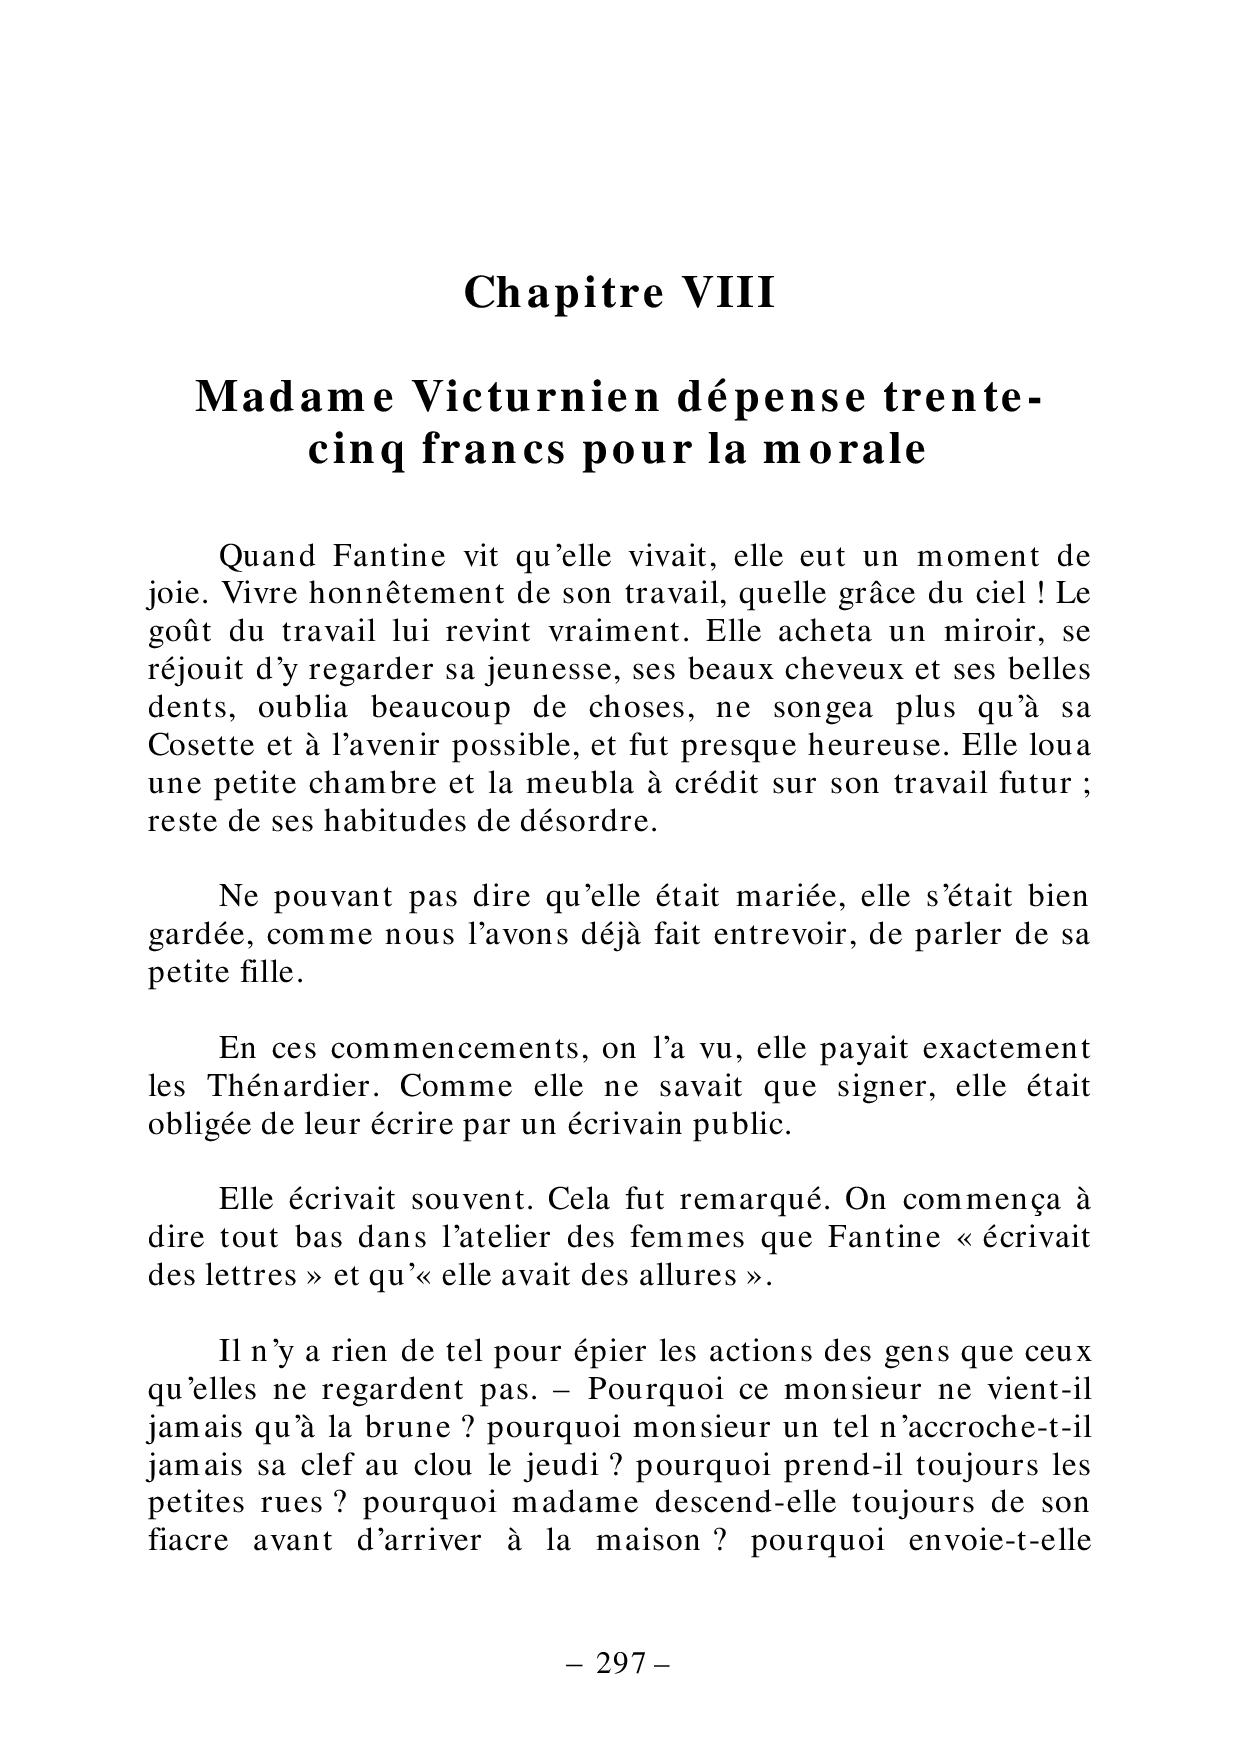 Chapitre VIII
Madame Victurnien dépense trente-
cinq francs pour la morale
Quand Fantine vit qu’elle vivait, elle eut un moment de
joie. Vivre honnêtement de son travail, quelle grâce du ciel ! Le
goût du travail lui revint vraiment. Elle acheta un miroir, se
réjouit d’y regarder sa jeunesse, ses beaux cheveux et ses belles
dents, oublia beaucoup de choses, ne songea plus qu’à sa
Cosette et à l’avenir possible, et fut presque heureuse. Elle loua
une petite chambre et la meubla à crédit sur son travail futur ;
reste de ses habitudes de désordre.
Ne pouvant pas dire qu’elle était mariée, elle s’était bien
gardée, comme nous l’avons déjà fait entrevoir, de parler de sa
petite fille.
En ces commencements, on l’a vu, elle payait exactement
les Thénardier. Comme elle ne savait que signer, elle était
obligée de leur écrire par un écrivain public.
Elle écrivait souvent. Cela fut remarqué. On commença à
dire tout bas dans l’atelier des femmes que Fantine « écrivait
des lettres » et qu’« elle avait des allures ».
Il n’y a rien de tel pour épier les actions des gens que ceux
qu’elles ne regardent pas. – Pourquoi ce monsieur ne vient-il
jamais qu’à la brune ? pourquoi monsieur un tel n’accroche-t-il
jamais sa clef au clou le jeudi ? pourquoi prend-il toujours les
petites rues ? pourquoi madame descend-elle toujours de son
fiacre avant d’arriver à la maison ? pourquoi envoie-t-elle
– 297 –